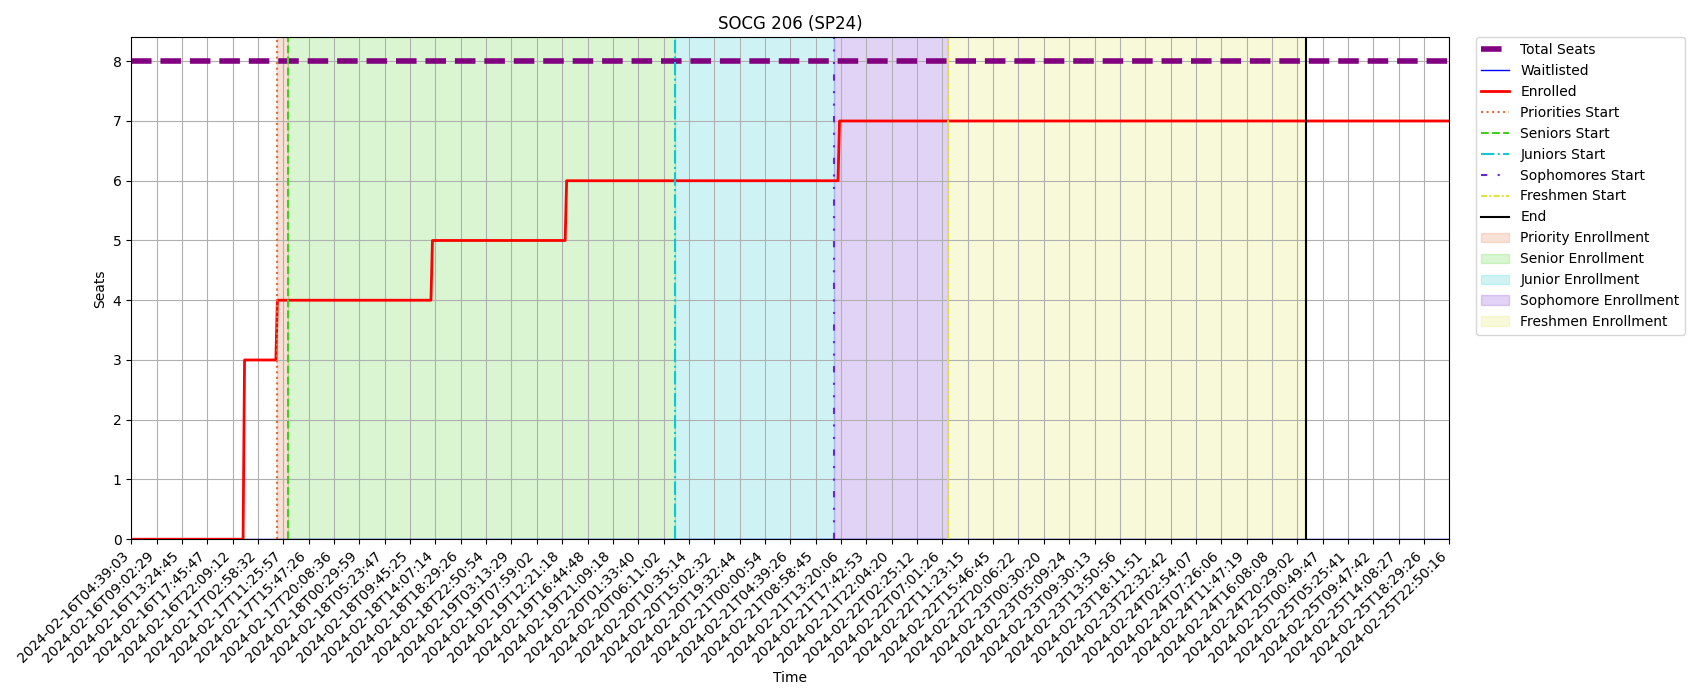 SOCG 206 (SP24)
Seats
8
7
6
5
4
3
2
1
0
2024-02-16T04:39:03
2024-02-16T09:02:29
2024-02-16T13:24:45
2024-02-16T17:45:47
2024-02-16T22:09:12
2024-02-17T02:58:32
2024-02-17T11:25:57
2024-02-17T15:47:26
2024-02-17T20:08:36
2024-02-18T00:29:59
2024-02-18T05:23:47
2024-02-18T09:45:25
2024-02-18T14:07:14
2024-02-18T18:29:26
2024-02-18T22:50:54
2024-02-19T03:13:29
2024-02-19T07:59:02
2024-02-19T12:21:18
2024-02-19T16:44:48
2024-02-19T21:09:18
2024-02-20T01:33:40
2024-02-20T06:11:02
2024-02-20T10:35:14
2024-02-20T15:02:32
2024-02-20T19:32:44
2024-02-21T00:00:54
2024-02-21T04:39:26
2024-02-21T08:58:45
2024-02-21T13:20:06
2024-02-21T17:42:53
2024-02-21T22:04:20
2024-02-22T02:25:12
2024-02-22T07:01:26
2024-02-22T11:23:15
2024-02-22T15:46:45
2024-02-22T20:06:22
2024-02-23T00:30:20
2024-02-23T05:09:24
2024-02-23T09:30:13
2024-02-23T13:50:56
2024-02-23T18:11:51
2024-02-23T22:32:42
2024-02-24T02:54:07
2024-02-24T07:26:06
2024-02-24T11:47:19
2024-02-24T16:08:08
2024-02-24T20:29:02
2024-02-25T00:49:47
2024-02-25T05:25:41
2024-02-25T09:47:42
2024-02-25T14:08:27
2024-02-25T18:29:26
2024-02-25T22:50:16
Time
Total Seats
Waitlisted
Enrolled
Priorities Start
Seniors Start
Juniors Start
Sophomores Start
Freshmen Start
End
Priority Enrollment
Senior Enrollment
Junior Enrollment
Sophomore Enrollment
Freshmen Enrollment